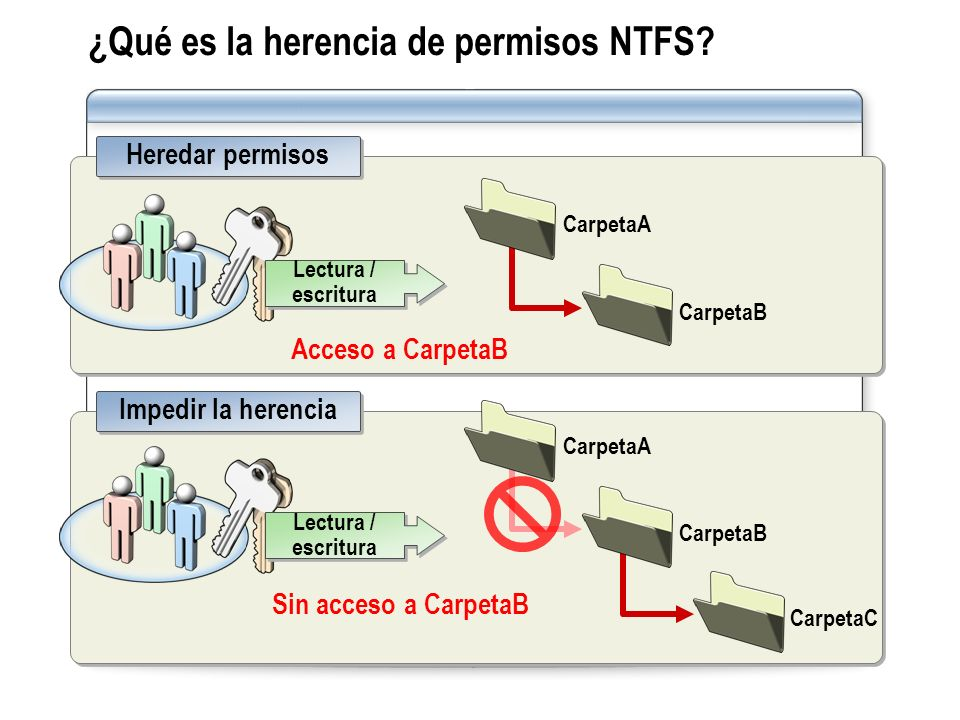 ¿Qué es la herencia de permisos NTFS?
Heredar permisos
CarpetaA
Lectura /
escritura
CarpetaB
Acceso a CarpetaB
Impedir la herencia
CarpetaA
Lectura /
escritura
CarpetaB
Sin acceso a CarpetaB
CarpetaC